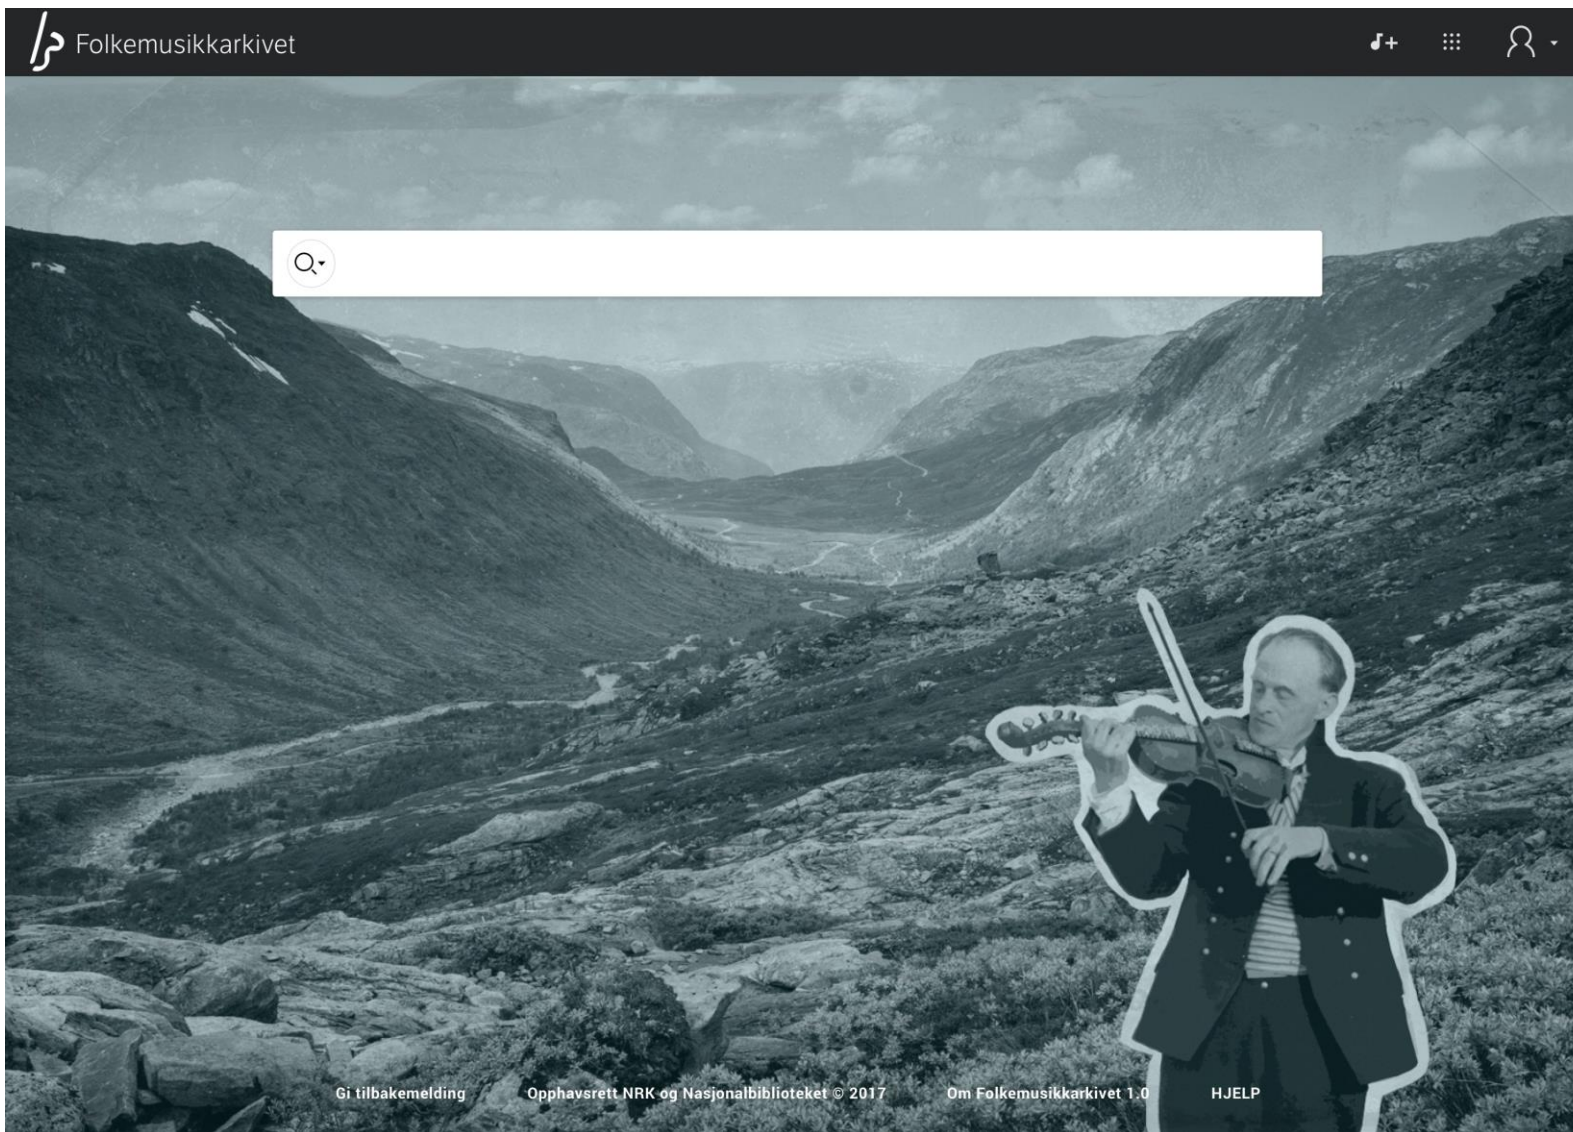 Folkemusikkarkivet
Gi tilbakemelding
Opphavsrett NRK og Nasjonalbiblioteket © 2017
Om Folkemusikkarkivet 1.0
HJELP